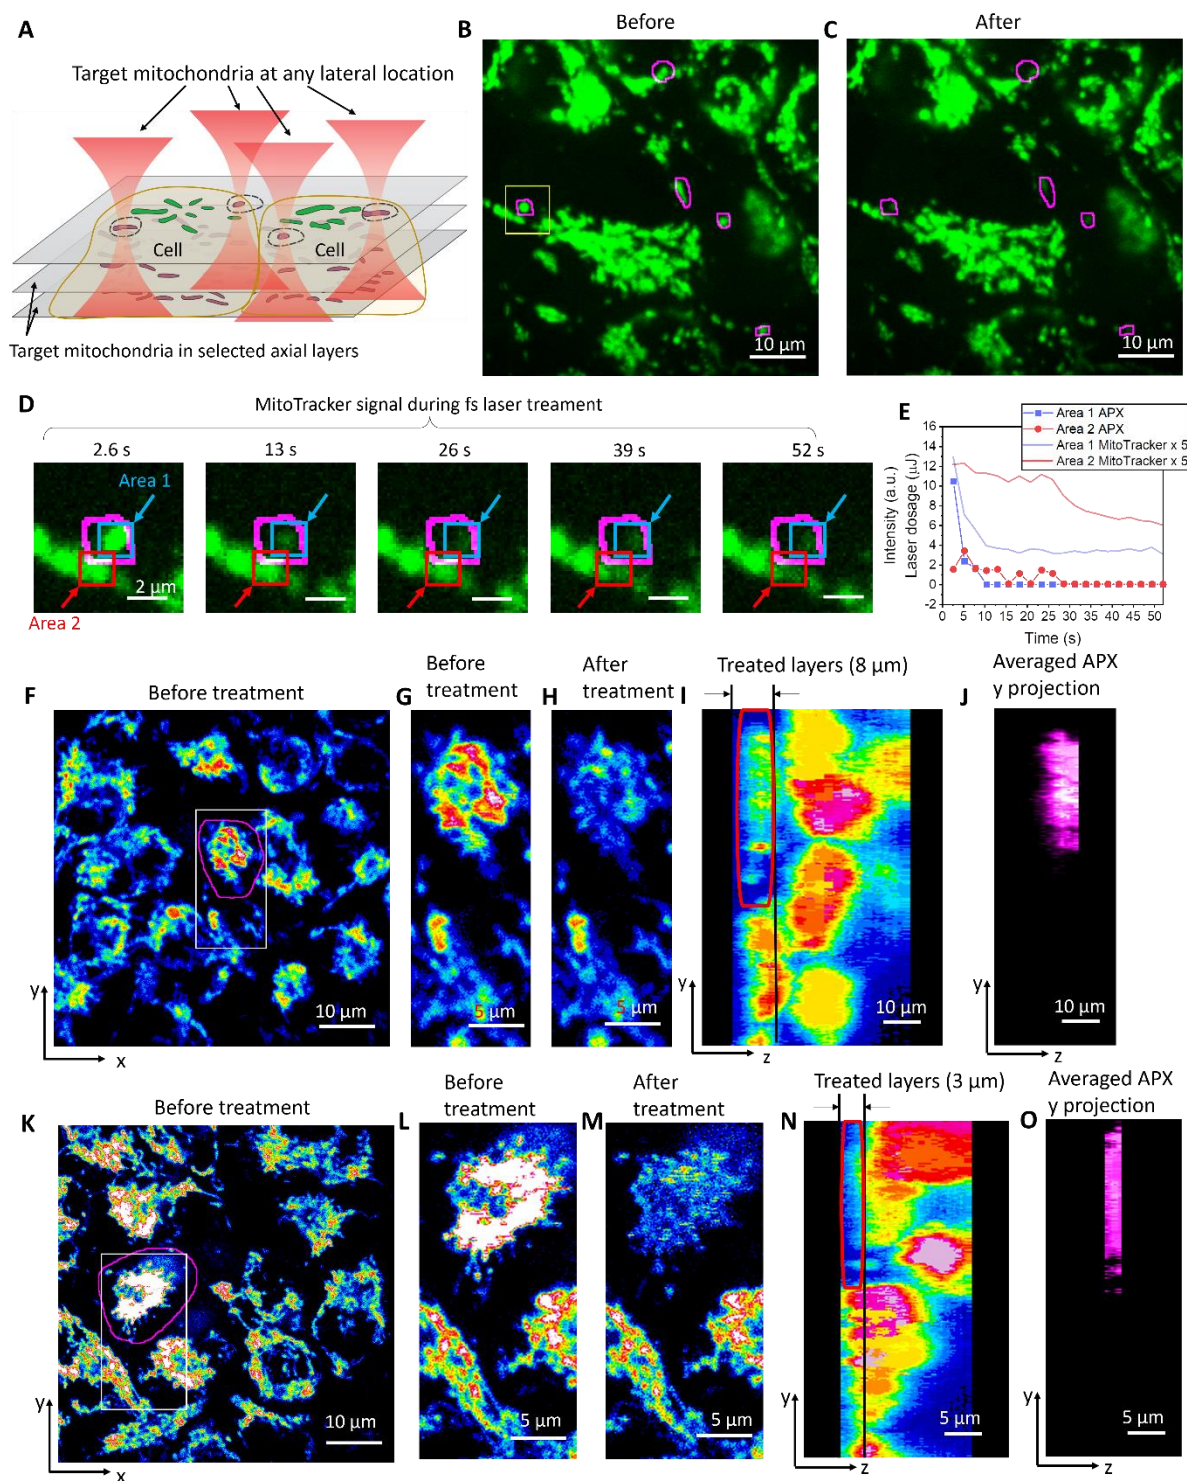 A
Target mitochondria at any lateral location
Cell
Cell
Target mitochondria in selected axial layers
B
Before
10 μm
C
After
10 μm
D
MitoTracker signal during fs laser treament
2.6 s
13 s
26 s
39 s
52 s
Area 1
2 μm
Area 2
E
Area 1 APX
Area 2 APX
Area 1 MitoTracker x 5
Area 2 MitoTracker x 5
Intensity (a.u.)
Laser dosage (μJ)
16
14
12
10
8
6
4
2
0
-2
0 5 10 15 20 25 30 35 40 45 50
Time (s)
F
Before treatment
10 μm
y
x
G
Before
treatment
5 μm
H
After
treatment
5 μm
I
Treated layers (8 μm)
10 μm
y
z
J
Averaged APX
y projection
10 μm
y
z
K
Before treatment
10 μm
y
x
L
Before
treatment
5 μm
M
After
treatment
5 μm
N
Treated layers (3 μm)
5 μm
y
z
O
Averaged APX
y projection
5 μm
y
z